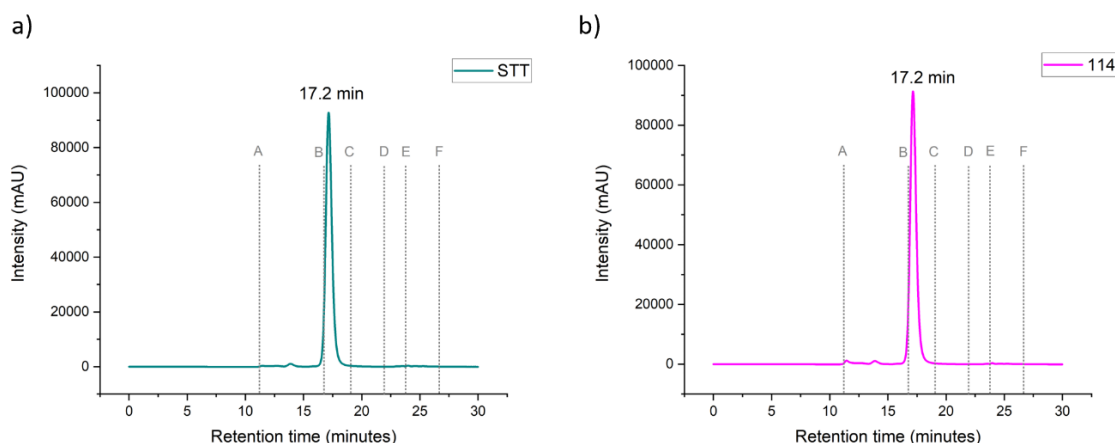 a)
STT
17.2 min
A B C D E F
100000
80000
60000
40000
20000
0
Intensity (mAU)
0 5 10 15 20 25 30
Retention time (minutes)
b)
114
17.2 min
A B C D E F
100000
80000
60000
40000
20000
0
Intensity (mAU)
0 5 10 15 20 25 30
Retention time (minutes)